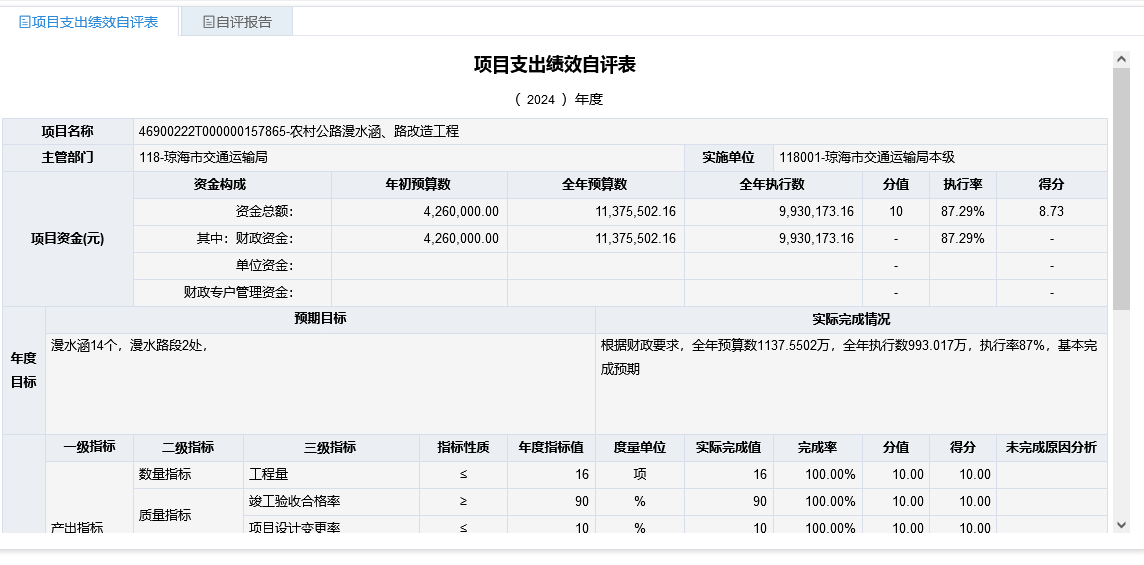 项目支出绩效自评表 自评报告
项目支出绩效自评表
（ 2024 ）年度
项目名称 46900222T000000157865-农村公路漫水涵、路改造工程
主管部门 118-琼海市交通运输局 实施单位 118001-琼海市交通运输局本级
项目资金(元) 资金构成 年初预算数 全年预算数 全年执行数 分值 执行率 得分
资金总额： 4,260,000.00 11,375,502.16 9,930,173.16 10 87.29% 8.73
其中：财政资金： 4,260,000.00 11,375,502.16 9,930,173.16 - 87.29% -
单位资金： - -
财政专户管理资金： - -
年度目标 预期目标 实际完成情况
漫水涵14个，漫水路段2处， 根据财政要求，全年预算数1137.5502万，全年执行数993.017万，执行率87%，基本完
成预期
一级指标 二级指标 三级指标 指标性质 年度指标值 度量单位 实际完成值 完成率 分值 得分 未完成原因分析
数量指标 工程量 ≤ 16 项 16 100.00% 10.00 10.00
质量指标 竣工验收合格率 ≥ 90 % 90 100.00% 10.00 10.00
产出指标 项目设计变更率 ≤ 10 % 10 100.00% 10.00 10.00